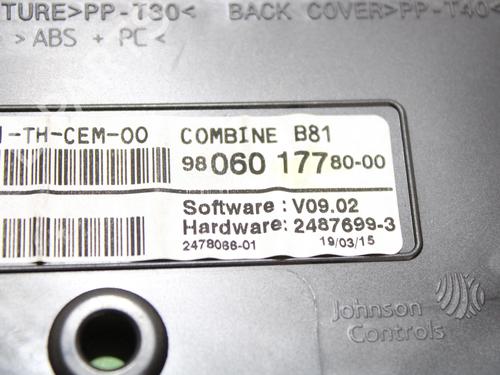 TURE>PP-T30< BACK COVER>PP-T40<
>ABS + PC<
-TH-CEM-00 COMBINE B81
98 060 177 80-00
Software : V09.02
Hardware: 2487699-3
2478066-01 19/03/15
Johnson
Controls